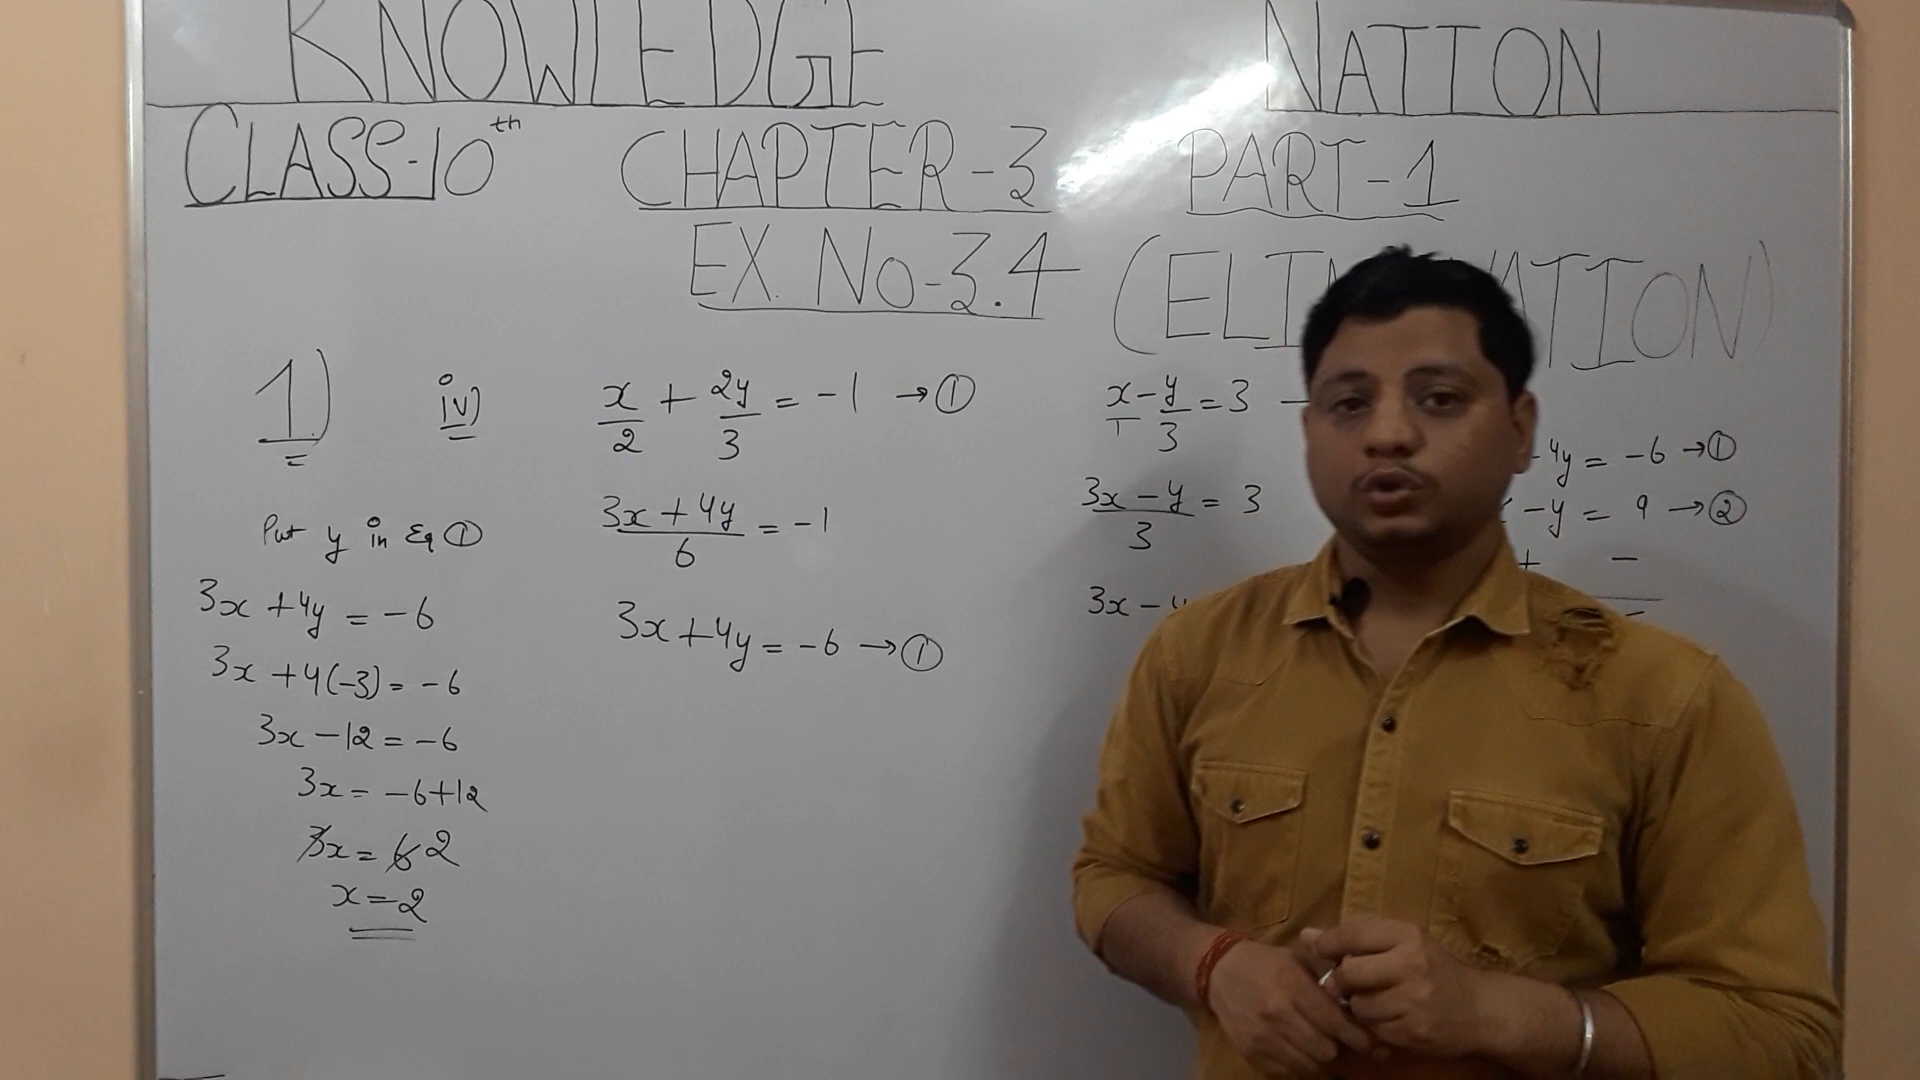 KNOWLEDGE NATION
CLASS-10th CHAPTER-3 PART-1
EX. No-3.4 (ELIMINATION)
1) iv) x/2 + 2y/3 = -1 → ①
x/1 - y/3 = 3
3x + 4y/6 = -1
3x - y/3 = 3
3x + 4y = -6 → ①
3x - y
4y = -6 → ①
-y = 9 → ②
+ -
Put y in Eq ①
3x + 4y = -6
3x + 4(-3) = -6
3x - 12 = -6
3x = -6+12
3x = 6 2
x = 2